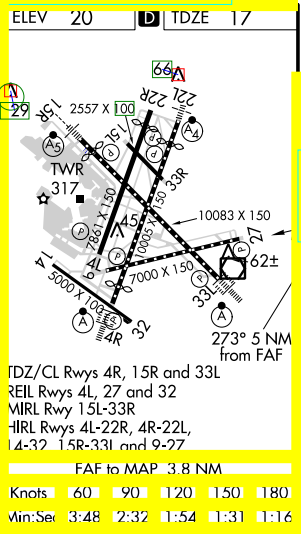 ELEV 20 D TDZE 17
66
29
15R
2557 X 100
22R
22L
15L
A5
A4
P
P
TWR
317
33R
45
10083 X 150
7861 X 150
10005
P
P
P
27
9
4L
7000 X 150
62±
14
5000 X 100
P
33L
4R
32
A
A
273° 5 NM
from FAF
TDZ/CL Rwys 4R, 15R and 33L
REIL Rwys 4L, 27 and 32
MIRL Rwy 15L-33R
HIRL Rwys 4L-22R, 4R-22L,
14-32, 15R-33L and 9-27
FAF to MAP 3.8 NM
Knots 60 90 120 150 180
Min:Sec 3:48 2:32 1:54 1:31 1:16